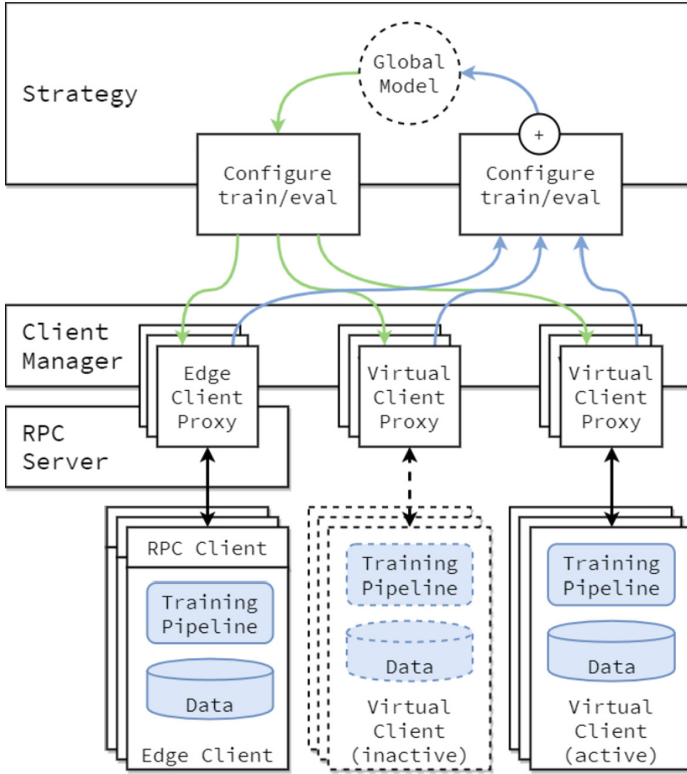 Global
Model
Strategy
+
Configure
train/eval
Configure
train/eval
Client
Manager
Edge
Client
Proxy
Virtual
Client
Proxy
Virtual
Client
Proxy
RPC
Server
RPC Client
Training
Pipeline
Data
Edge Client
Training
Pipeline
Data
Virtual
Client
(inactive)
Training
Pipeline
Data
Virtual
Client
(active)